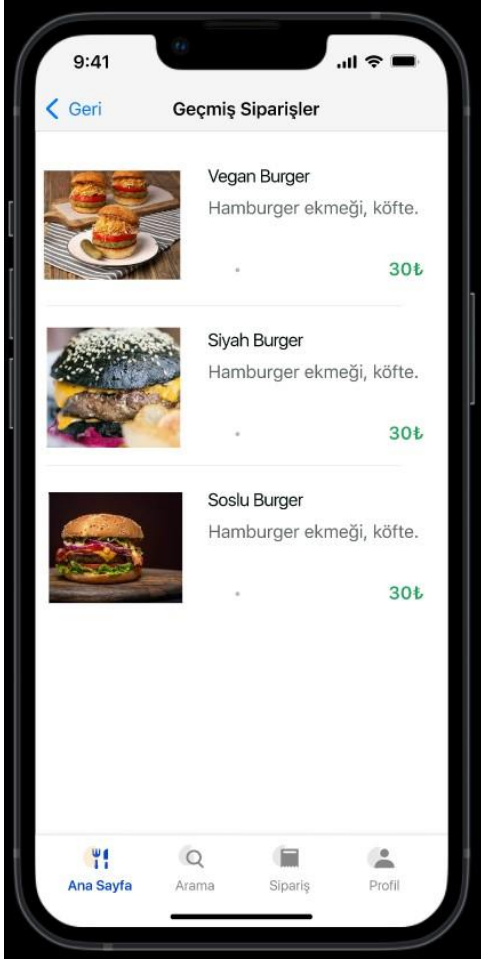 9:41
Geri
Geçmiş Siparişler
Vegan Burger
Hamburger ekmeği, köfte.
30₺
Siyah Burger
Hamburger ekmeği, köfte.
30₺
Soslu Burger
Hamburger ekmeği, köfte.
30₺
Ana Sayfa Arama Sipariş Profil